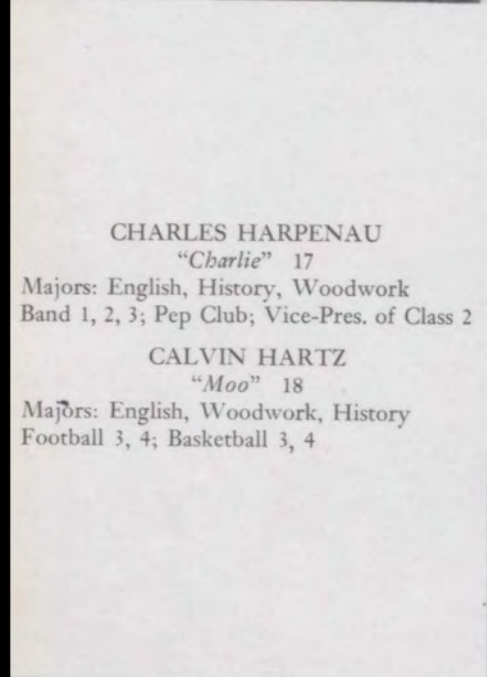 CHARLES HARPENAU
"Charlie" 17
Majors: English, History, Woodwork
Band 1, 2, 3; Pep Club; Vice-Pres. of Class 2
CALVIN HARTZ
"Moo" 18
Majors: English, Woodwork, History
Football 3, 4; Basketball 3, 4